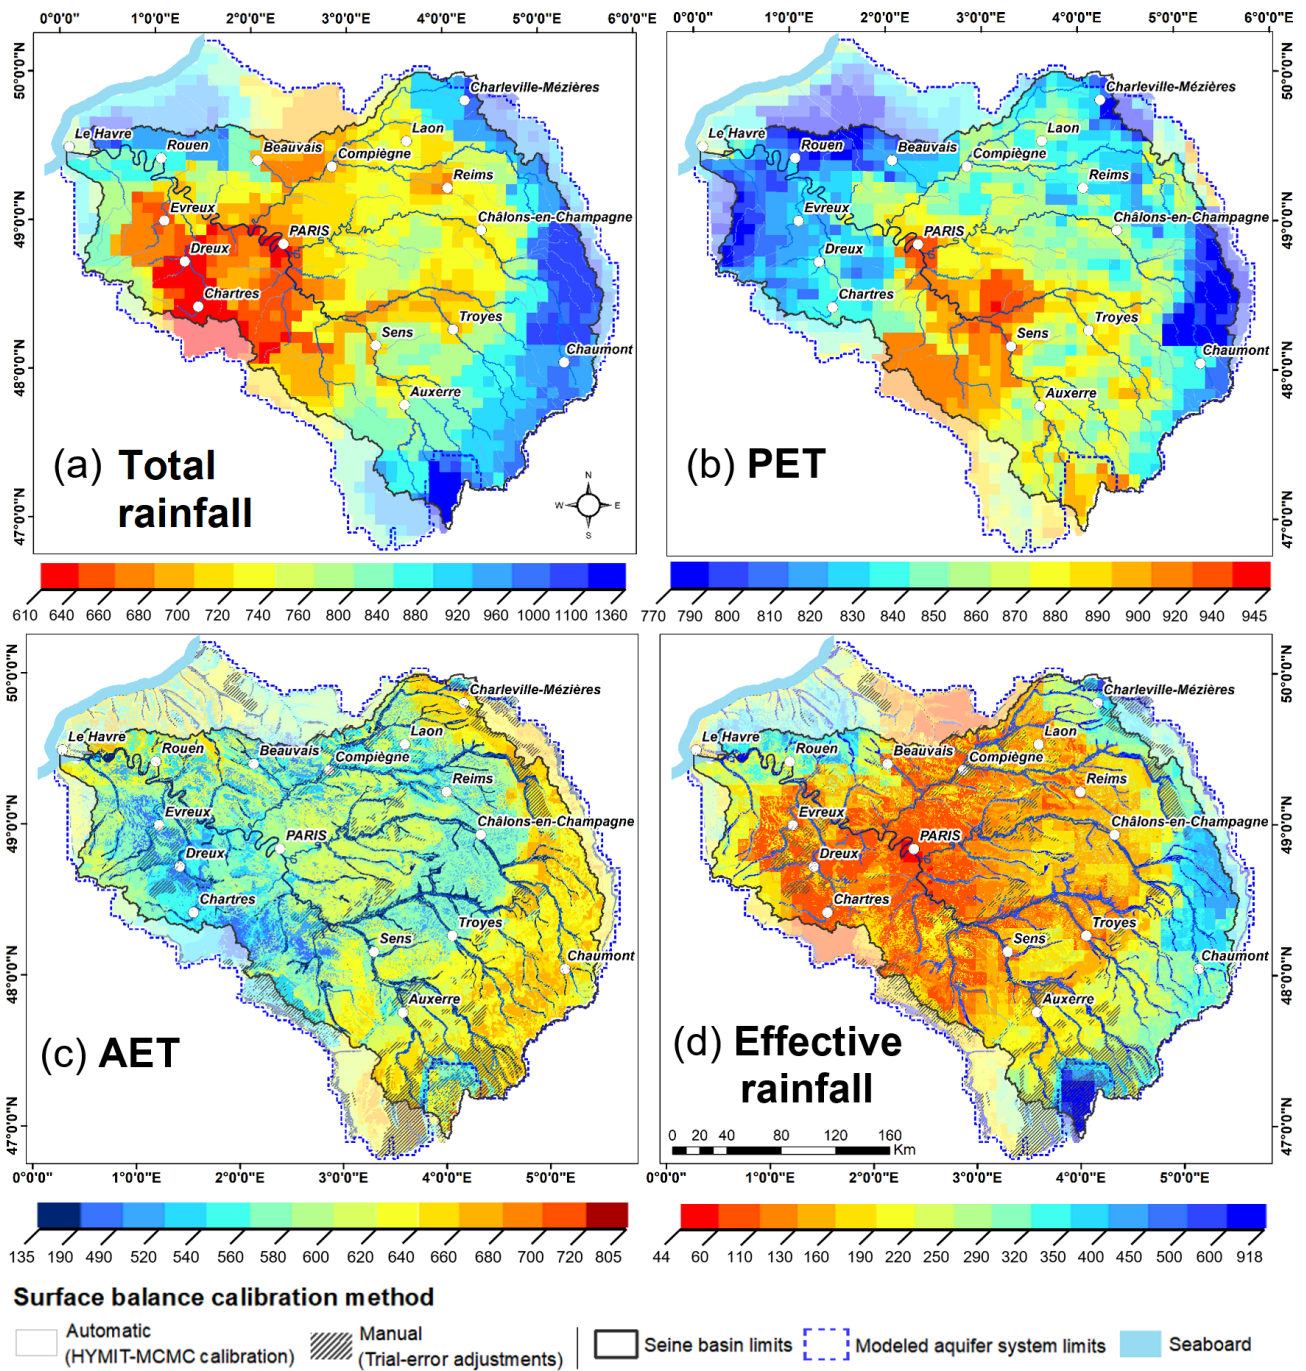 0°0'0"E 1°0'0"E 2°0'0"E 3°0'0"E 4°0'0"E 5°0'0"E 6°0'0"E
0°0'0"E 1°0'0"E 2°0'0"E 3°0'0"E 4°0'0"E 5°0'0"E 6°0'0"E
50°0'0"N
49°0'0"N
48°0'0"N
47°0'0"N
Charleville-Mézières
Le Havre
Rouen
Beauvais
Laon
Compiègne
Reims
Evreux
Châlons-en-Champagne
PARIS
Dreux
Chartres
Troyes
Sens
Chaumont
Auxerre
(a) Total
rainfall
N
W E
S
Charleville-Mézières
Le Havre
Rouen
Beauvais
Laon
Compiègne
Reims
Evreux
Châlons-en-Champagne
PARIS
Dreux
Chartres
Troyes
Sens
Chaumont
Auxerre
(b) PET
50°0'0"N
49°0'0"N
48°0'0"N
47°0'0"N
610 640 660 680 700 720 740 760 800 840 880 920 960 1000 1100 1360
770 790 800 810 820 830 840 850 860 870 880 890 900 920 940 945
50°0'0"N
49°0'0"N
48°0'0"N
47°0'0"N
Charleville-Mézières
Le Havre
Rouen
Beauvais
Laon
Compiègne
Reims
Evreux
Châlons-en-Champagne
PARIS
Dreux
Chartres
Troyes
Sens
Chaumont
Auxerre
(c) AET
Charleville-Mézières
Le Havre
Rouen
Beauvais
Laon
Compiègne
Reims
Evreux
Châlons-en-Champagne
PARIS
Dreux
Chartres
Troyes
Sens
Chaumont
Auxerre
(d) Effective
rainfall
0 20 40 80 120 160
Km
50°0'0"N
49°0'0"N
48°0'0"N
47°0'0"N
0°0'0"E 1°0'0"E 2°0'0"E 3°0'0"E 4°0'0"E 5°0'0"E
0°0'0"E 1°0'0"E 2°0'0"E 3°0'0"E 4°0'0"E 5°0'0"E
135 190 490 520 540 560 580 600 620 640 660 680 700 720 805
44 60 110 130 160 190 220 250 290 320 350 400 450 500 600 918
Surface balance calibration method
Automatic
(HYMIT-MCMC calibration)
Manual
(Trial-error adjustments)
Seine basin limits
Modeled aquifer system limits
Seaboard